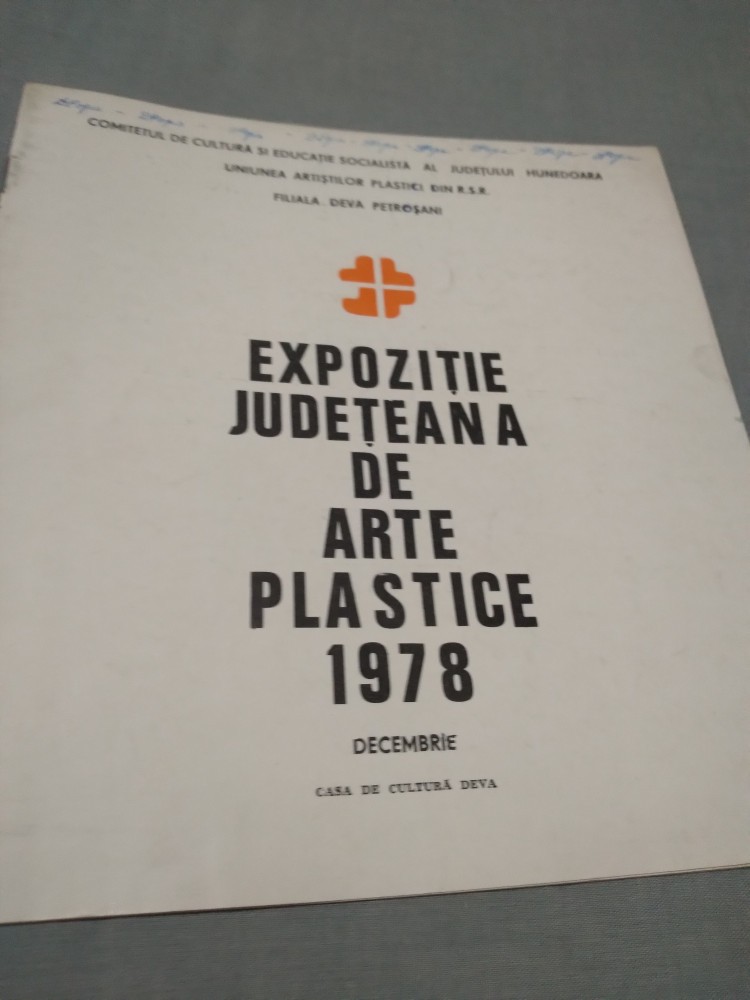 COMITETUL DE CULTURĂ SI EDUCAȚIE SOCIALISTĂ AL JUDEȚULUI HUNEDOARA
UNIUNEA ARTIȘTILOR PLASTICI DIN R.S.R.
FILIALA DEVA PETROȘANI
EXPOZIȚIE
JUDEȚEANA
DE
ARTE
PLASTICE
1978
DECEMBRIE
CASA DE CULTURĂ DEVA